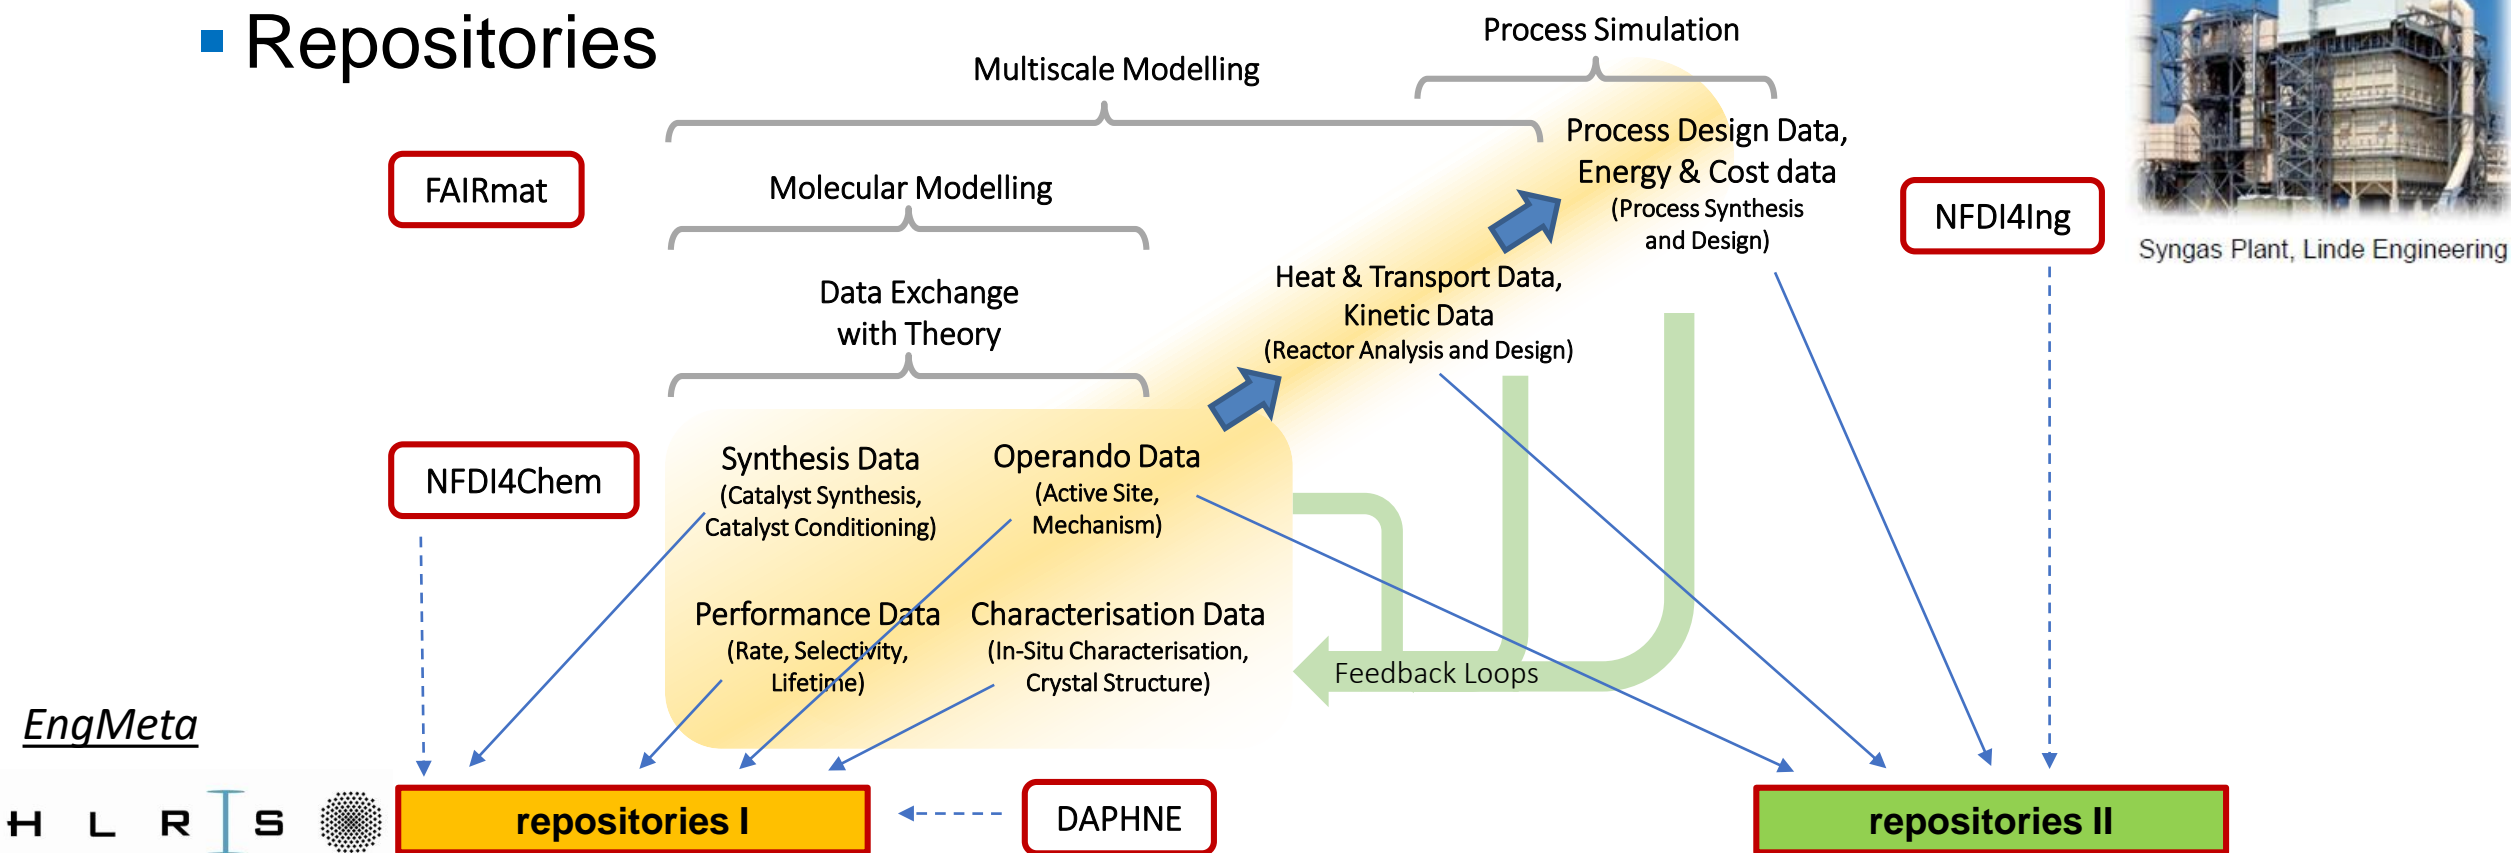 Repositories
Process Simulation
Multiscale Modelling
Process Design Data,
Energy & Cost data
(Process Synthesis
and Design)
FAIRmat
Molecular Modelling
NFDI4Ing
Syngas Plant, Linde Engineering
Data Exchange
with Theory
Heat & Transport Data,
Kinetic Data
(Reactor Analysis and Design)
NFDI4Chem
Synthesis Data
(Catalyst Synthesis,
Catalyst Conditioning)
Operando Data
(Active Site,
Mechanism)
Performance Data
(Rate, Selectivity,
Lifetime)
Characterisation Data
(In-Situ Characterisation,
Crystal Structure)
Feedback Loops
EngMeta
H L R I S
repositories I
DAPHNE
repositories II